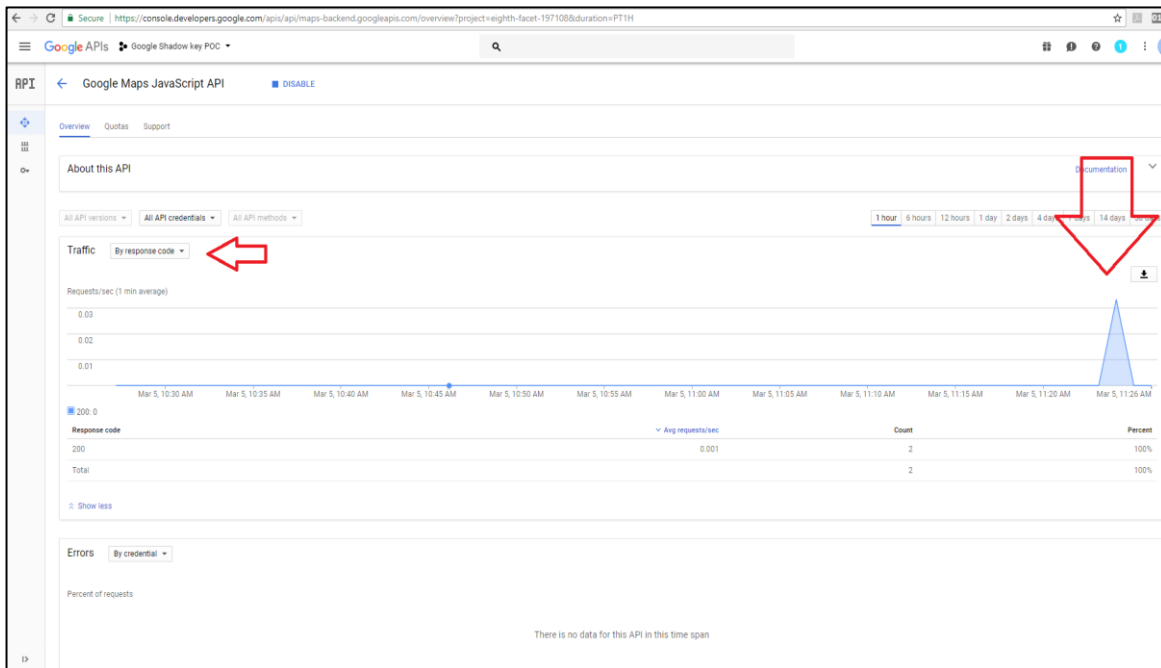 Secure | https://console.developers.google.com/apis/api/maps-backend.googleapis.com/overview?project=eighth-facet-197108&duration=PT1H
Google APIs Google Shadow key POC 1
API Google Maps JavaScript API DISABLE
Overview Quotas Support
About this API Documentation
All API versions All API credentials All API methods 1 hour 6 hours 12 hours 1 day 2 days 4 days days 14 days
Traffic By response code
Requests/sec (1 min average)
0.03
0.02
0.01
Mar 5, 10:30 AM Mar 5, 10:35 AM Mar 5, 10:40 AM Mar 5, 10:45 AM Mar 5, 10:50 AM Mar 5, 10:55 AM Mar 5, 11:00 AM Mar 5, 11:05 AM Mar 5, 11:10 AM Mar 5, 11:15 AM Mar 5, 11:20 AM Mar 5, 11:26 AM
200: 0
Response code Avg requests/sec Count Percent
200 0.001 2 100%
Total 2 100%
Show less
Errors By credential
Percent of requests
There is no data for this API in this time span